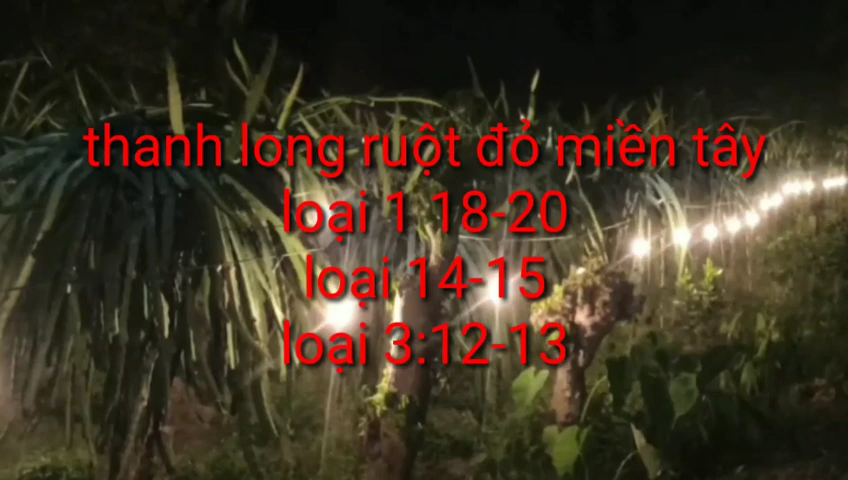 thanh long ruột đỏ miền tây
loại 1 18-20
loại 14-15
loại 3:12-13